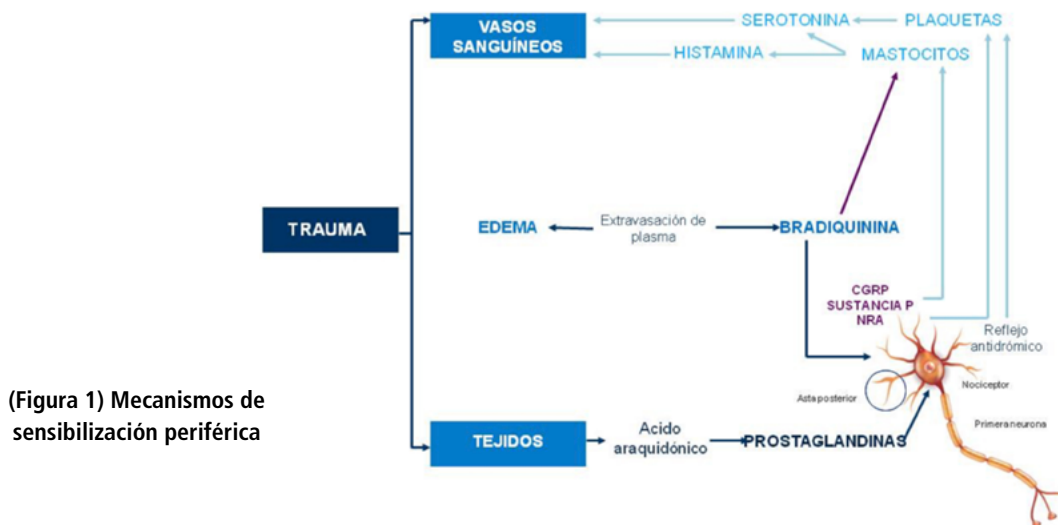 VASOS
SANGUÍNEOS
SEROTONINA
PLAQUETAS
HISTAMINA
MASTOCITOS
TRAUMA
EDEMA
Extravasación de
plasma
BRADIQUININA
CGRP
SUSTANCIA P
NRA
Reflejo
antidrómico
Nociceptor
Asta posterior
Primera neurona
(Figura 1) Mecanismos de
sensibilización periférica
TEJIDOS
Acido
araquidónico
PROSTAGLANDINAS